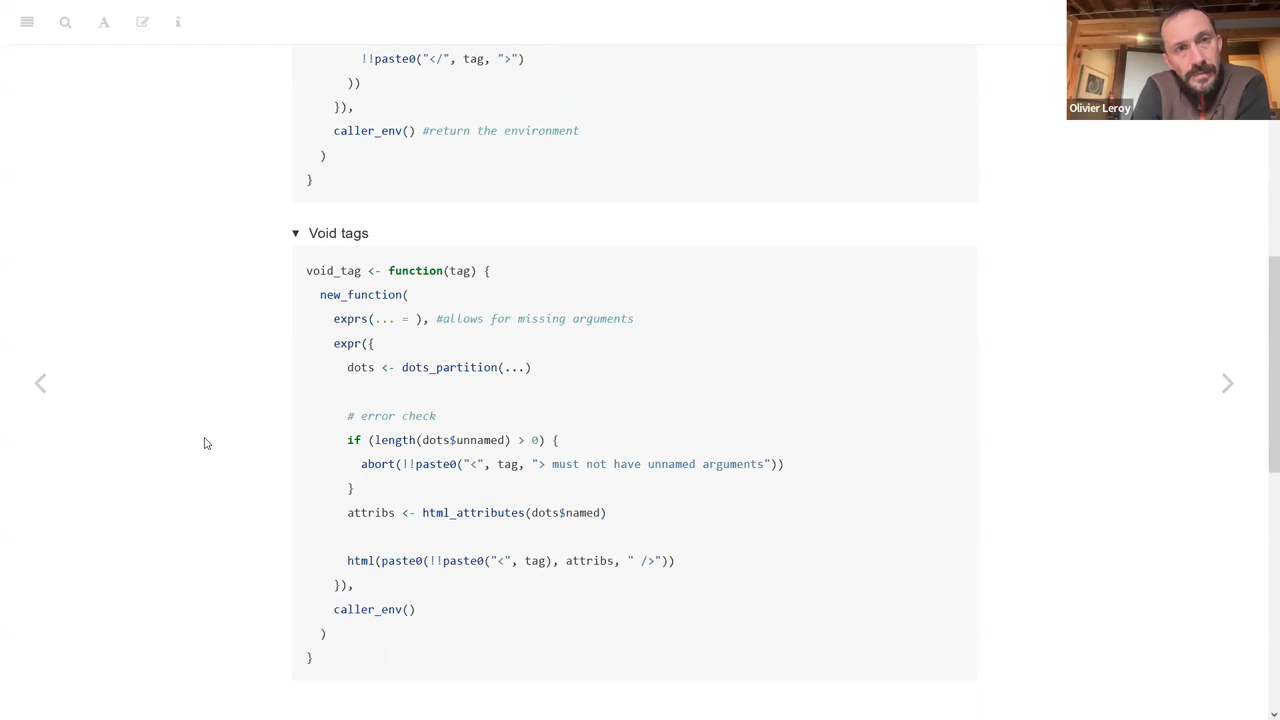 Olivier Leroy
!!paste0("</", tag, ">")
))
}),
caller_env() #return the environment
)
}
▼ Void tags
void_tag <- function(tag) {
new_function(
exprs(... = ), #allows for missing arguments
expr({
dots <- dots_partition(...)
# error check
if (length(dots$unnamed) > 0) {
abort(!!paste0("<", tag, "> must not have unnamed arguments"))
}
attribs <- html_attributes(dots$named)
html(paste0(!!paste0("<", tag), attribs, " />"))
}),
caller_env()
)
}